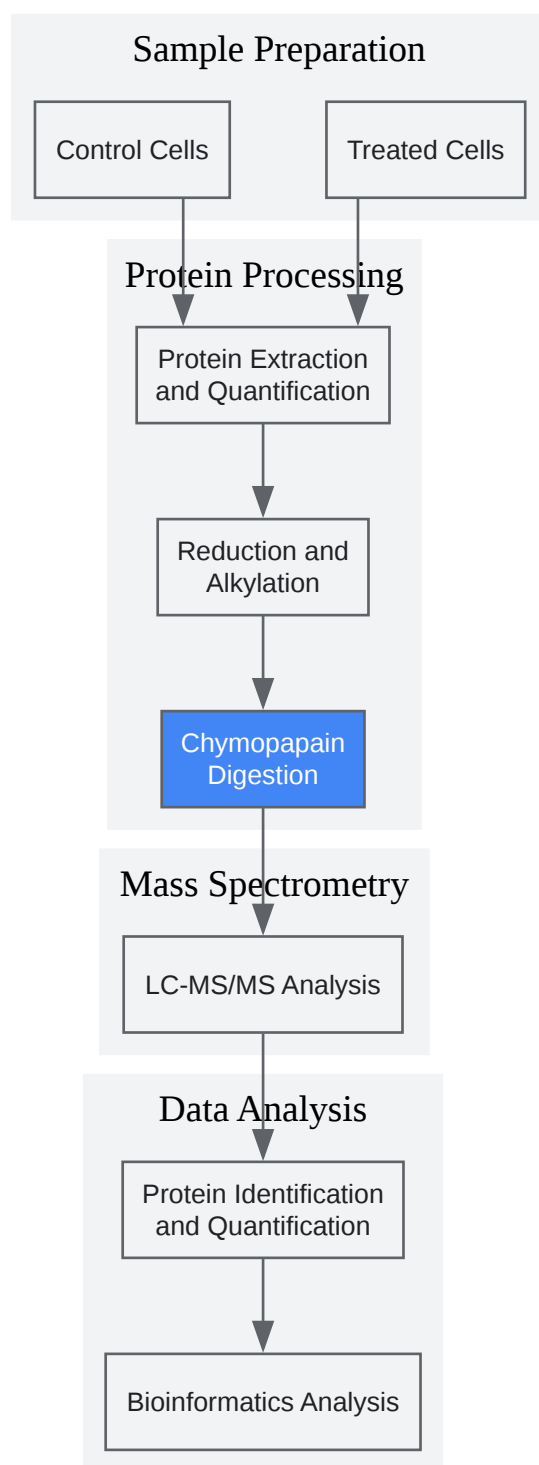 Sample Preparation
Control Cells
Treated Cells
Protein Processing
Protein Extraction
and Quantification
Reduction and
Alkylation
Chymopapain
Digestion
Mass Spectrometry
LC-MS/MS Analysis
Data Analysis
Protein Identification
and Quantification
Bioinformatics Analysis